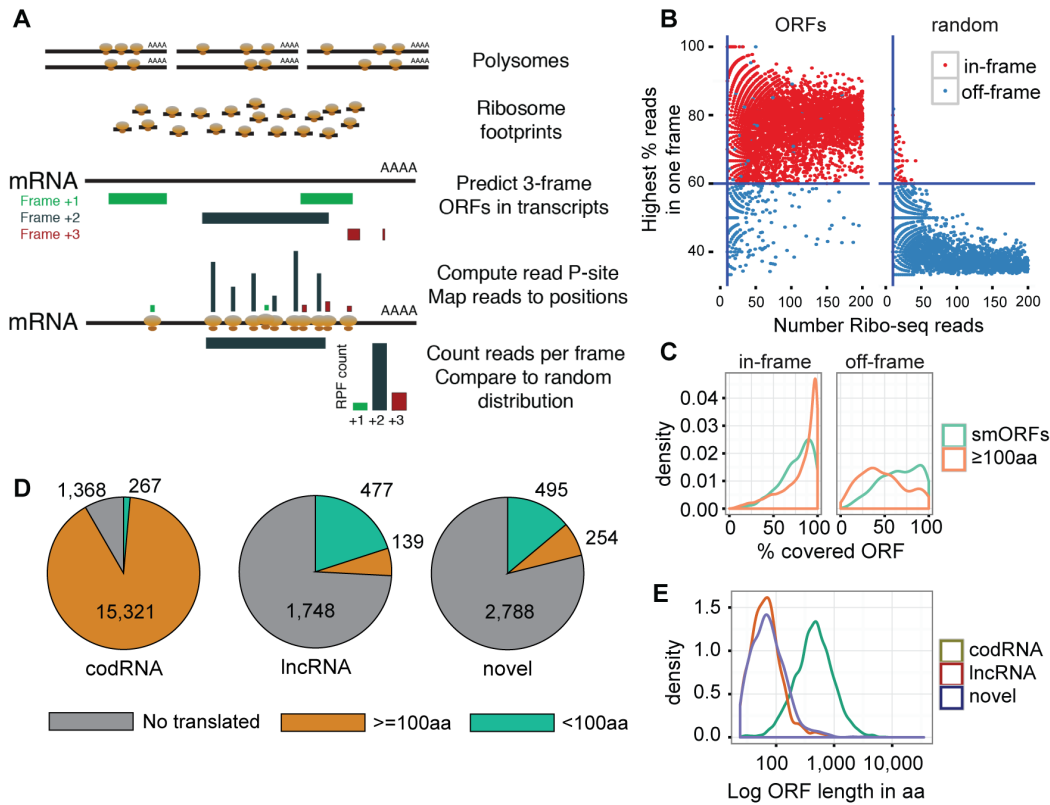 A
AAAA AAAA AAAA
AAAA AAAA AAAA
Polysomes
Ribosome
footprints
AAAA
mRNA
Frame +1
Frame +2
Frame +3
Predict 3-frame
ORFs in transcripts
Compute read P-site
Map reads to positions
AAAA
mRNA
Count reads per frame
Compare to random
distribution
RPF count
+1 +2 +3
B
ORFs random
in-frame
off-frame
Highest % reads
in one frame
100
80
60
40
50 100 150 200 50 100 150 200
Number Ribo-seq reads
C
in-frame off-frame
density
0.04
0.03
0.02
0.01
0.00
0 50 100 0 50 100
% covered ORF
smORFs
≥100aa
D
1,368 267
15,321
codRNA
477
139
1,748
lncRNA
495
254
2,788
novel
No translated >=100aa <100aa
E
density
1.5
1.0
0.5
0.0
100 1,000 10,000
Log ORF length in aa
codRNA
lncRNA
novel